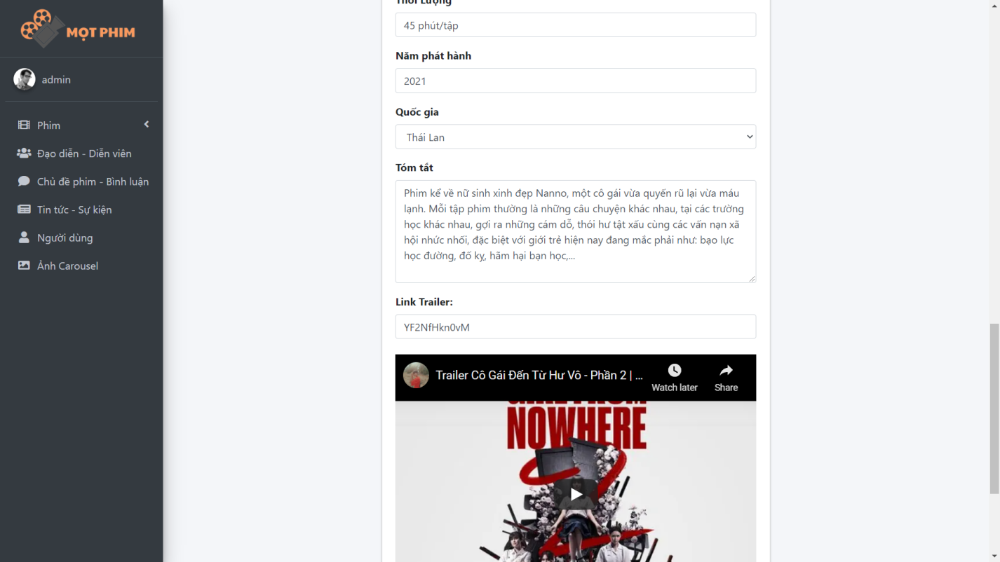 MỌT PHIM
admin
Phim
Đạo diễn - Diễn viên
Chủ đề phim - Bình luận
Tin tức - Sự kiện
Người dùng
Ảnh Carousel
Thời Lượng
45 phút/tập
Năm phát hành
2021
Quốc gia
Thái Lan
Tóm tắt
Phim kể về nữ sinh xinh đẹp Nanno, một cô gái vừa quyến rũ lại vừa máu
lạnh. Mỗi tập phim thường là những câu chuyện khác nhau, tại các trường
học khác nhau, gợi ra những cám dỗ, thói hư tật xấu cùng các vấn nạn xã
hội nhức nhối, đặc biệt với giới trẻ hiện nay đang mắc phải như: bạo lực
học đường, đố kỵ, hãm hại bạn học,...
Link Trailer:
YF2NfHkn0vM
Trailer Cô Gái Đến Từ Hư Vô - Phần 2 | ...
Watch later
Share
GIRL FROM
NOWHERE